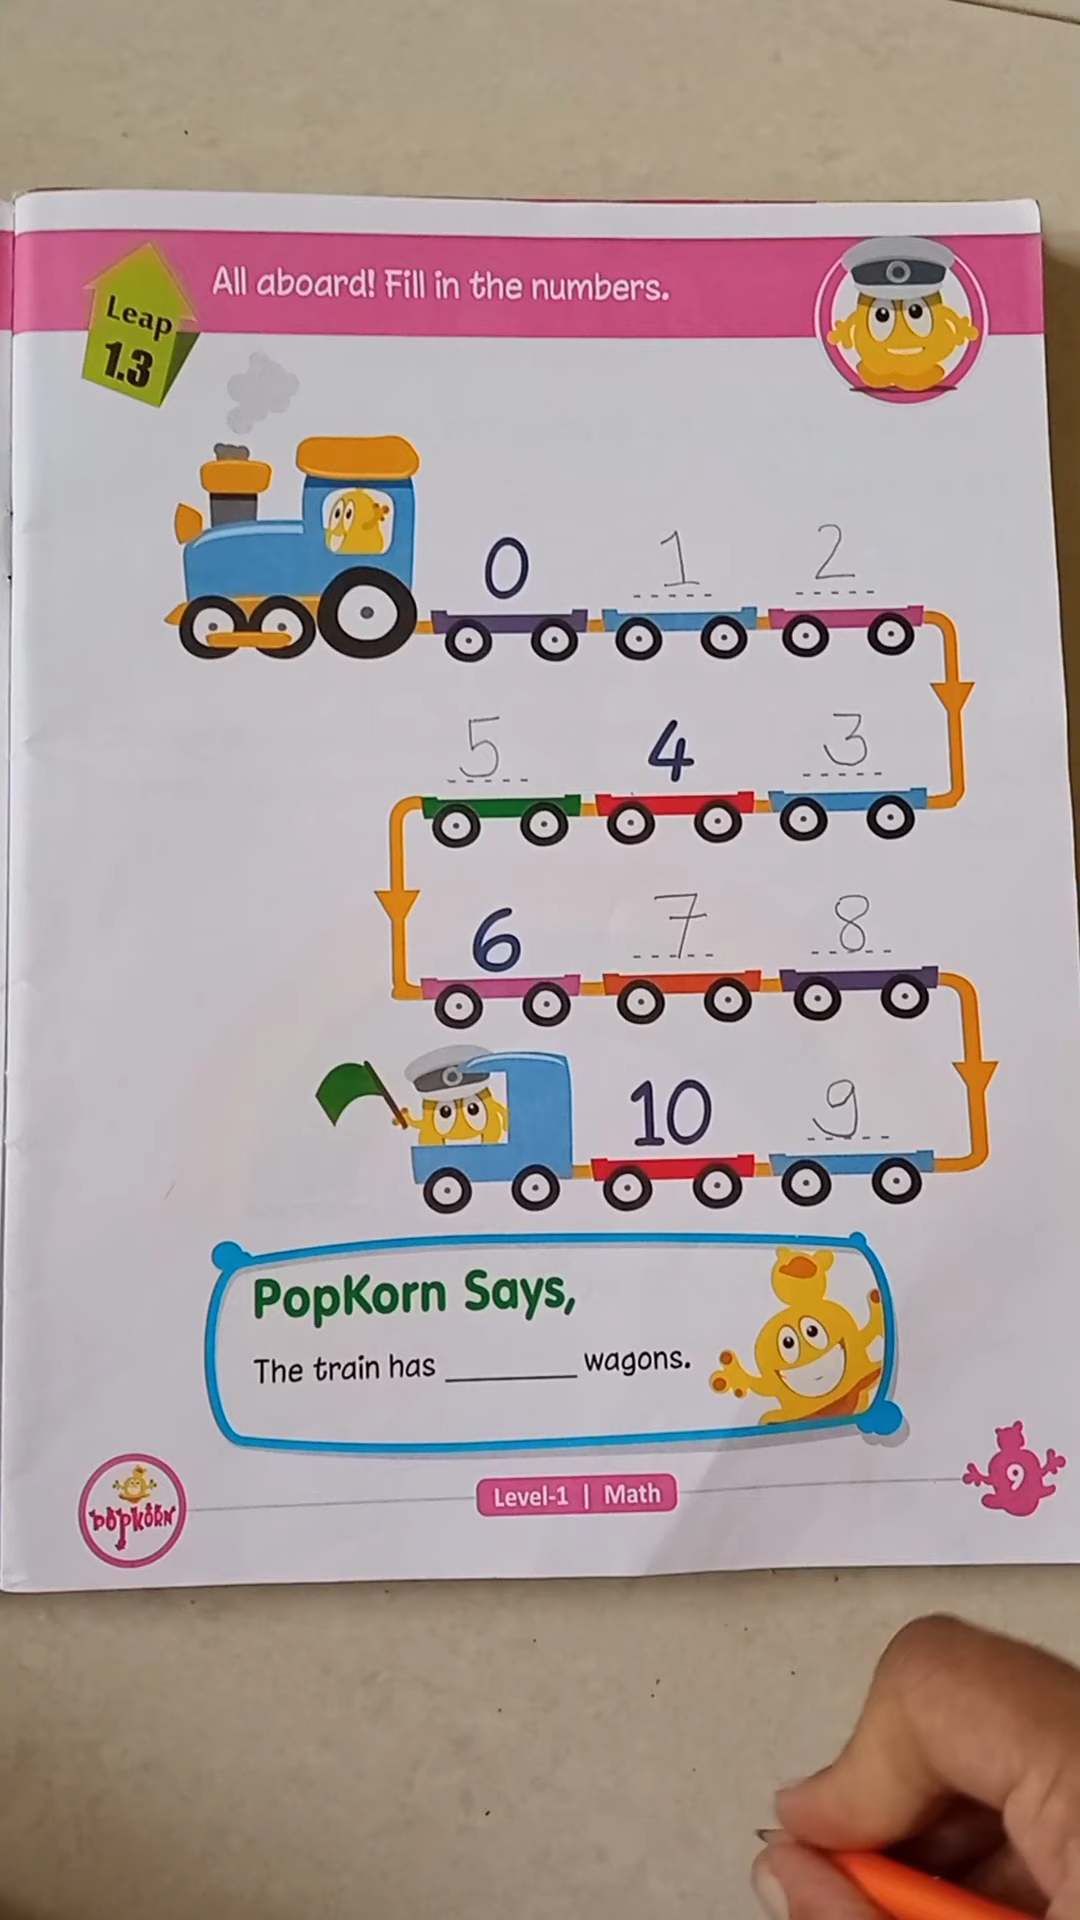 All aboard! Fill in the numbers.
Leap
1.3
0 1 2
5 4 3
6 7 8
10 9
PopKorn Says,
The train has _______ wagons.
POPKORN
Level-1 | Math
9